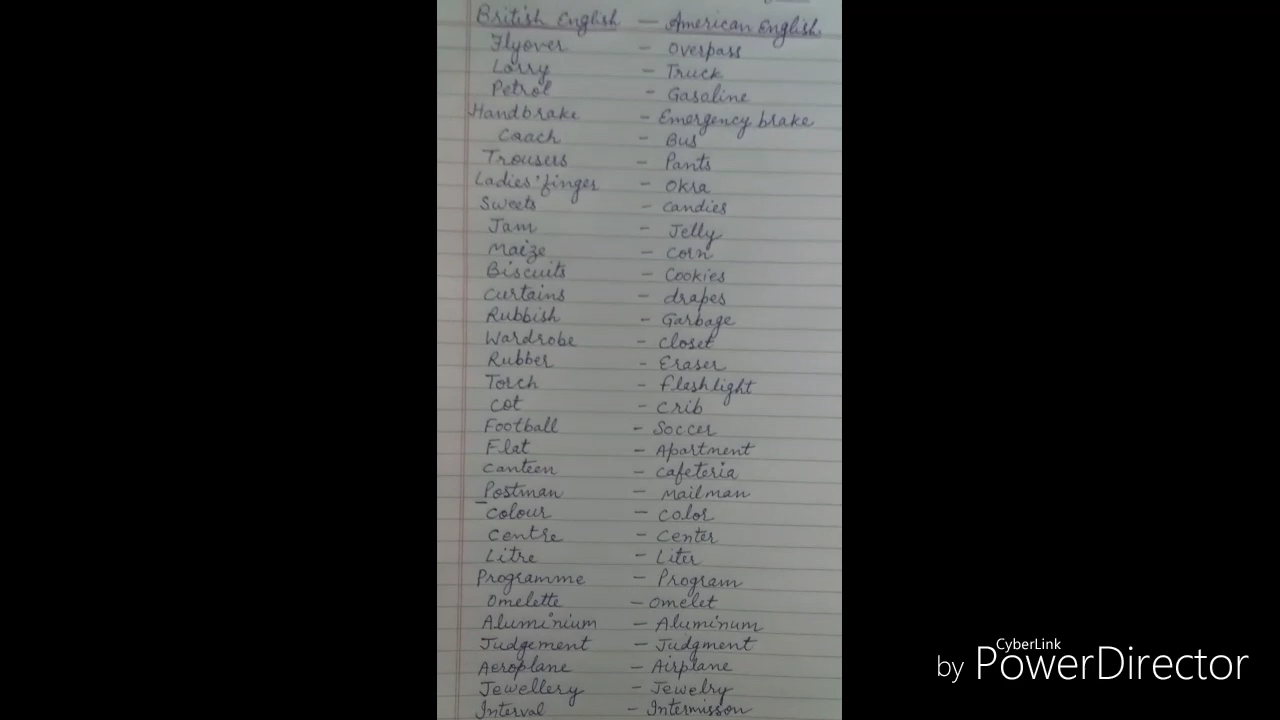 British English — American English
Flyover — Overpass
Lorry — Truck
Petrol — Gasoline
Handbrake — Emergency brake
Coach — Bus
Trousers — Pants
Ladies' finger — Okra
Sweets — candies
Jam — Jelly
Maize — Corn
Biscuits — Cookies
Curtains — drapes
Rubbish — Garbage
Wardrobe — closet
Rubber — Eraser
Torch — flashlight
Cot — crib
Football — Soccer
Flat — Apartment
Canteen — cafeteria
Postman — Mailman
colour — color
centre — Center
Litre — Liter
Programme — Program
Omelette — omelet
Aluminium — Aluminum
Judgement — Judgment
Aeroplane — Airplane
Jewellery — Jewelry
Interval — Intermisson
CyberLink
by PowerDirector